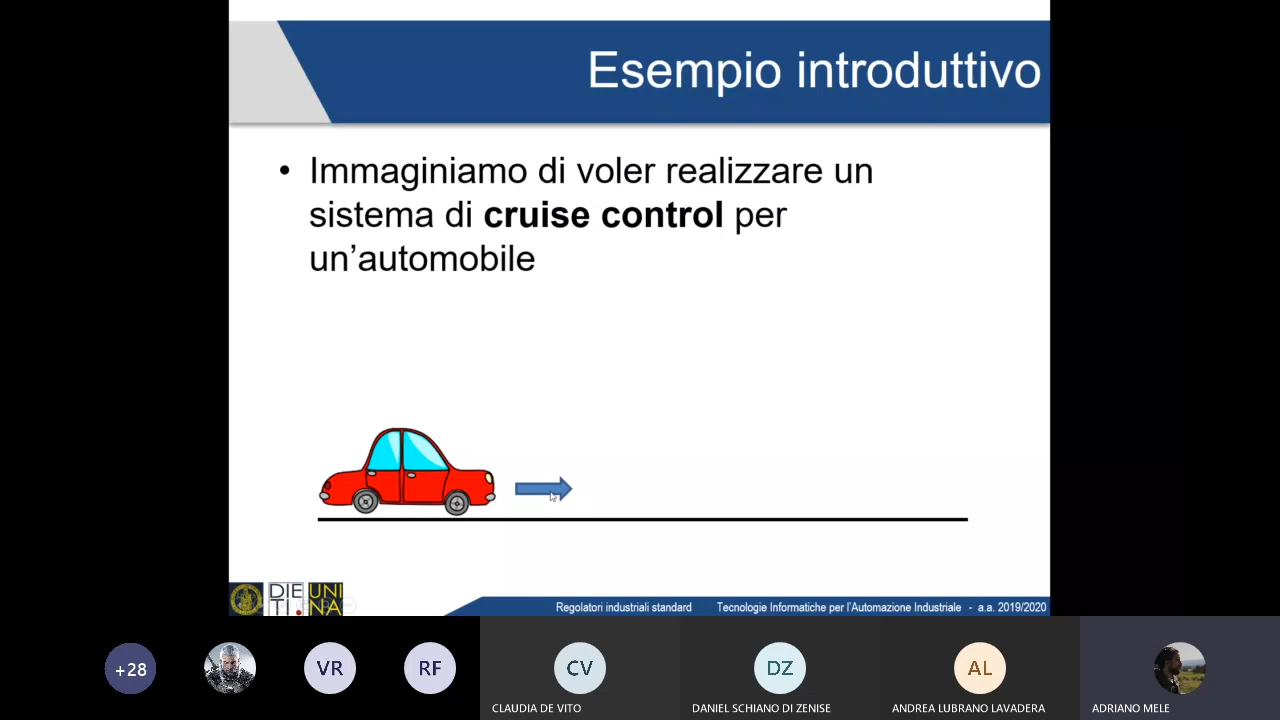 Esempio introduttivo
• Immaginiamo di voler realizzare un
sistema di cruise control per
un’automobile
DIE UNI
TI. NA
Regolatori industriali standard Tecnologie Informatiche per l’Automazione Industriale - a.a. 2019/2020
+28 VR RF CV DZ AL
CLAUDIA DE VITO DANIEL SCHIANO DI ZENISE ANDREA LUBRANO LAVADERA ADRIANO MELE